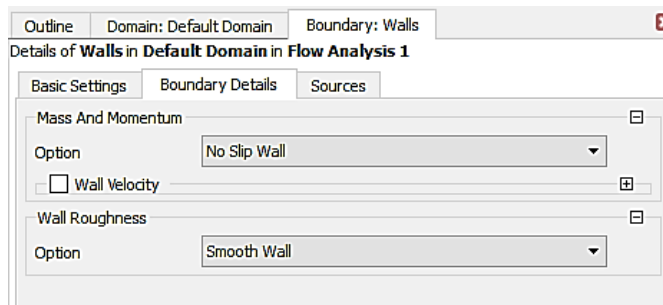 Outline Domain: Default Domain Boundary: Walls
Details of Walls in Default Domain in Flow Analysis 1
Basic Settings Boundary Details Sources
Mass And Momentum
Option No Slip Wall
Wall Velocity
Wall Roughness
Option Smooth Wall